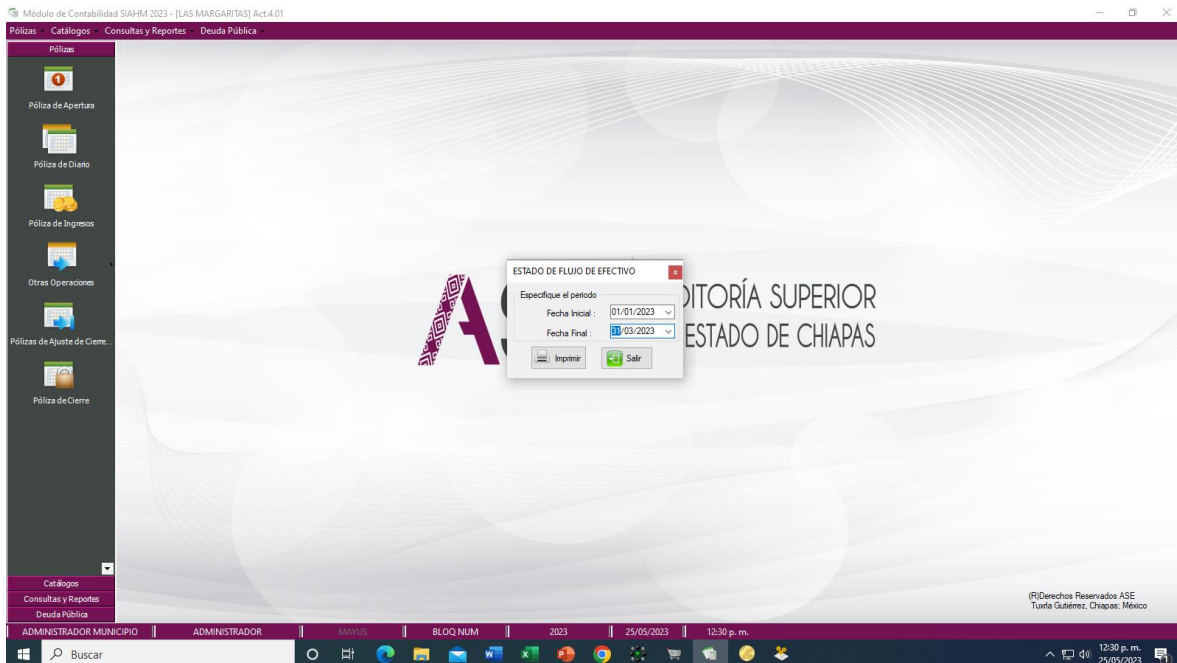 Módulo de Contabilidad SIAHM 2023 - [LAS MARGARITAS] Act.4.01
Pólizas Catálogos Consultas y Reportes Deuda Pública
Pólizas
1
Póliza de Apertura
Póliza de Diario
Póliza de Ingresos
Otras Operaciones
Pólizas de Ajuste de Cierre...
Póliza de Cierre
ESTADO DE FLUJO DE EFECTIVO
x
Especifique el periodo
Fecha Inicial : 01/01/2023
Fecha Final : 31/03/2023
Imprimir Salir
DITORÍA SUPERIOR
ESTADO DE CHIAPAS
Catálogos
Consultas y Reportes
Deuda Pública
(R)Derechos Reservados ASE
Tuxtla Gutiérrez, Chiapas; México
ADMINISTRADOR MUNICIPIO ADMINISTRADOR MAYUS BLOQ NUM 2023 25/05/2023 12:30 p. m.
Buscar
12:30 p. m.
25/05/2023